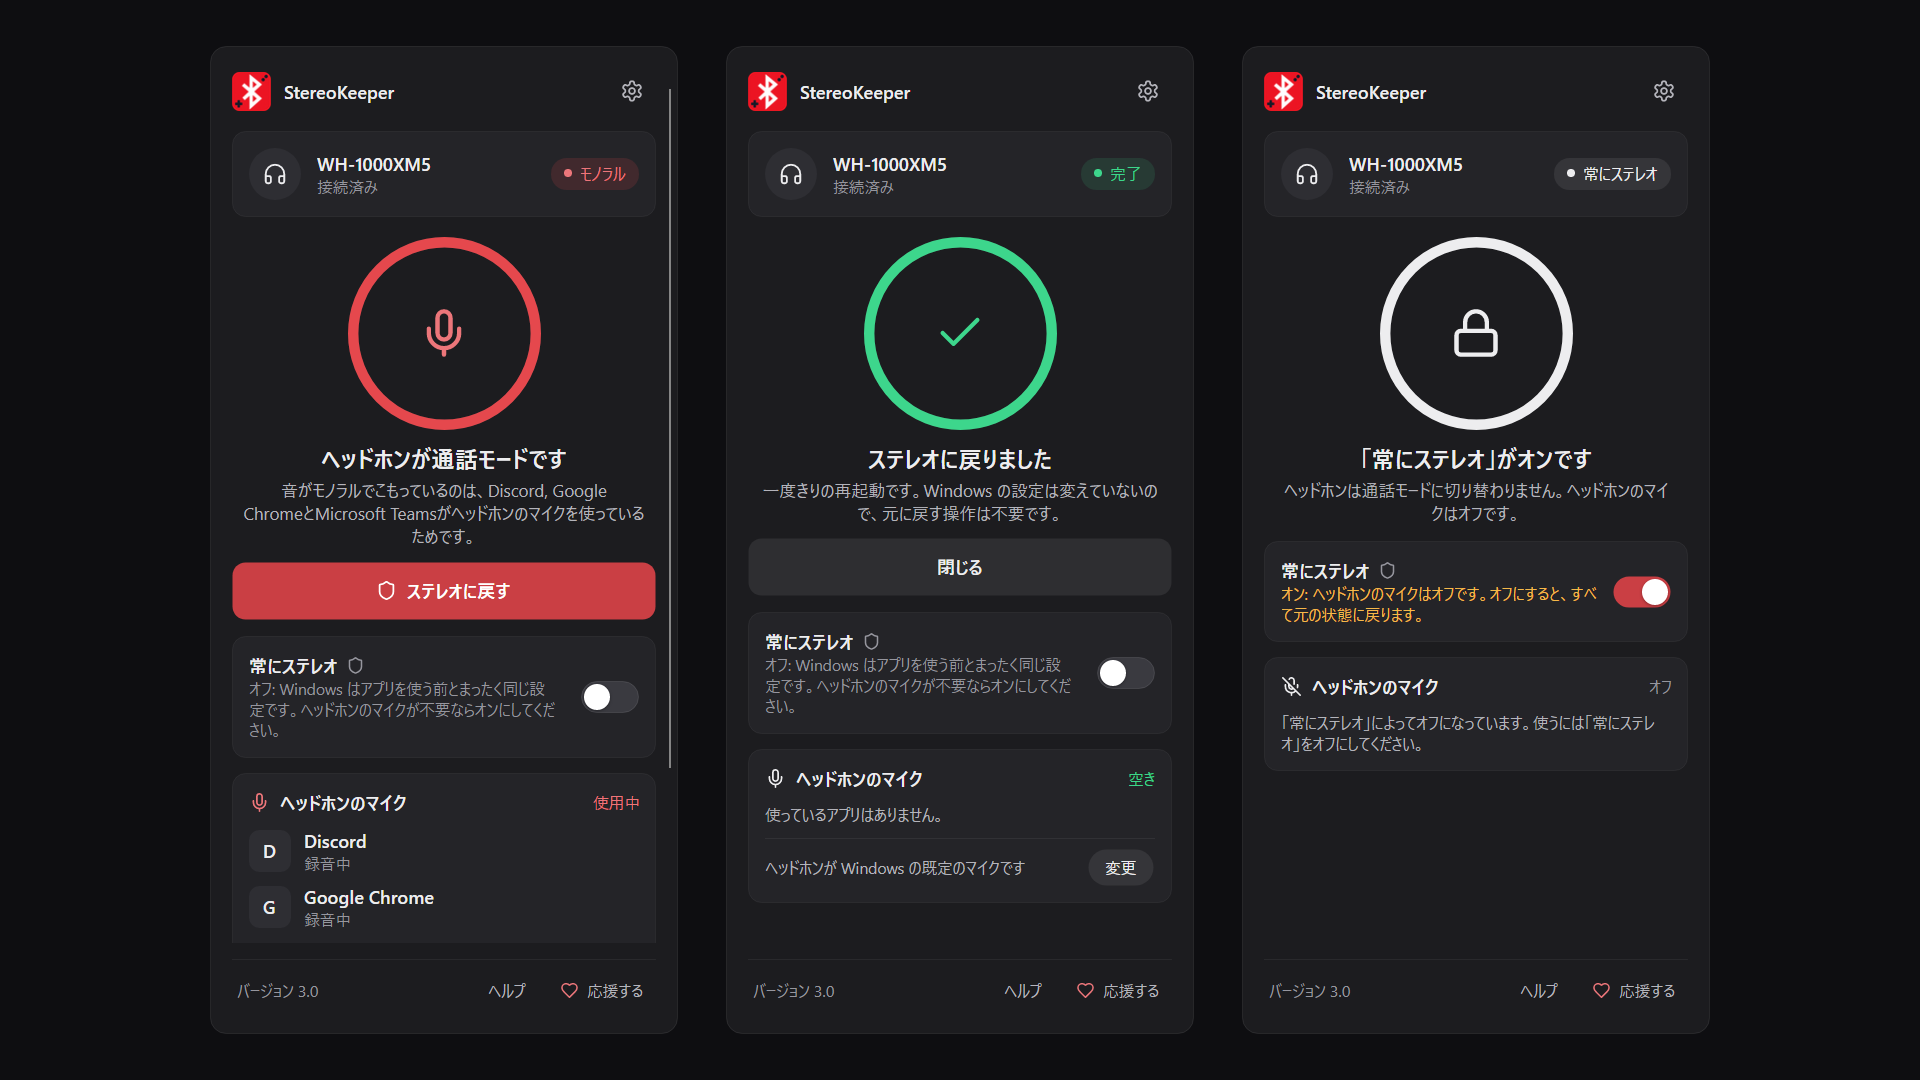 StereoKeeper
WH-1000XM5
接続済み
モノラル
ヘッドホンが通話モードです
音がモノラルでこもっているのは、Discord, Google
ChromeとMicrosoft Teamsがヘッドホンのマイクを使っている
ためです。
ステレオに戻す
常にステレオ
オフ: Windows はアプリを使う前とまったく同じ設
定です。ヘッドホンのマイクが不要ならオンにしてくだ
さい。
ヘッドホンのマイク
使用中
D
Discord
録音中
G
Google Chrome
録音中
バージョン 3.0
ヘルプ
応援する
StereoKeeper
WH-1000XM5
接続済み
完了
ステレオに戻りました
一度きりの再起動です。Windows の設定は変えていないの
で、元に戻す操作は不要です。
閉じる
常にステレオ
オフ: Windows はアプリを使う前とまったく同じ設
定です。ヘッドホンのマイクが不要ならオンにしてくだ
さい。
ヘッドホンのマイク
空き
使っているアプリはありません。
ヘッドホンが Windows の既定のマイクです
変更
バージョン 3.0
ヘルプ
応援する
StereoKeeper
WH-1000XM5
接続済み
常にステレオ
「常にステレオ」がオンです
ヘッドホンは通話モードに切り替わりません。ヘッドホンのマイ
クはオフです。
常にステレオ
オン: ヘッドホンのマイクはオフです。オフにすると、すべ
て元の状態に戻ります。
ヘッドホンのマイク
オフ
「常にステレオ」によってオフになっています。使うには「常にステレ
オ」をオフにしてください。
バージョン 3.0
ヘルプ
応援する